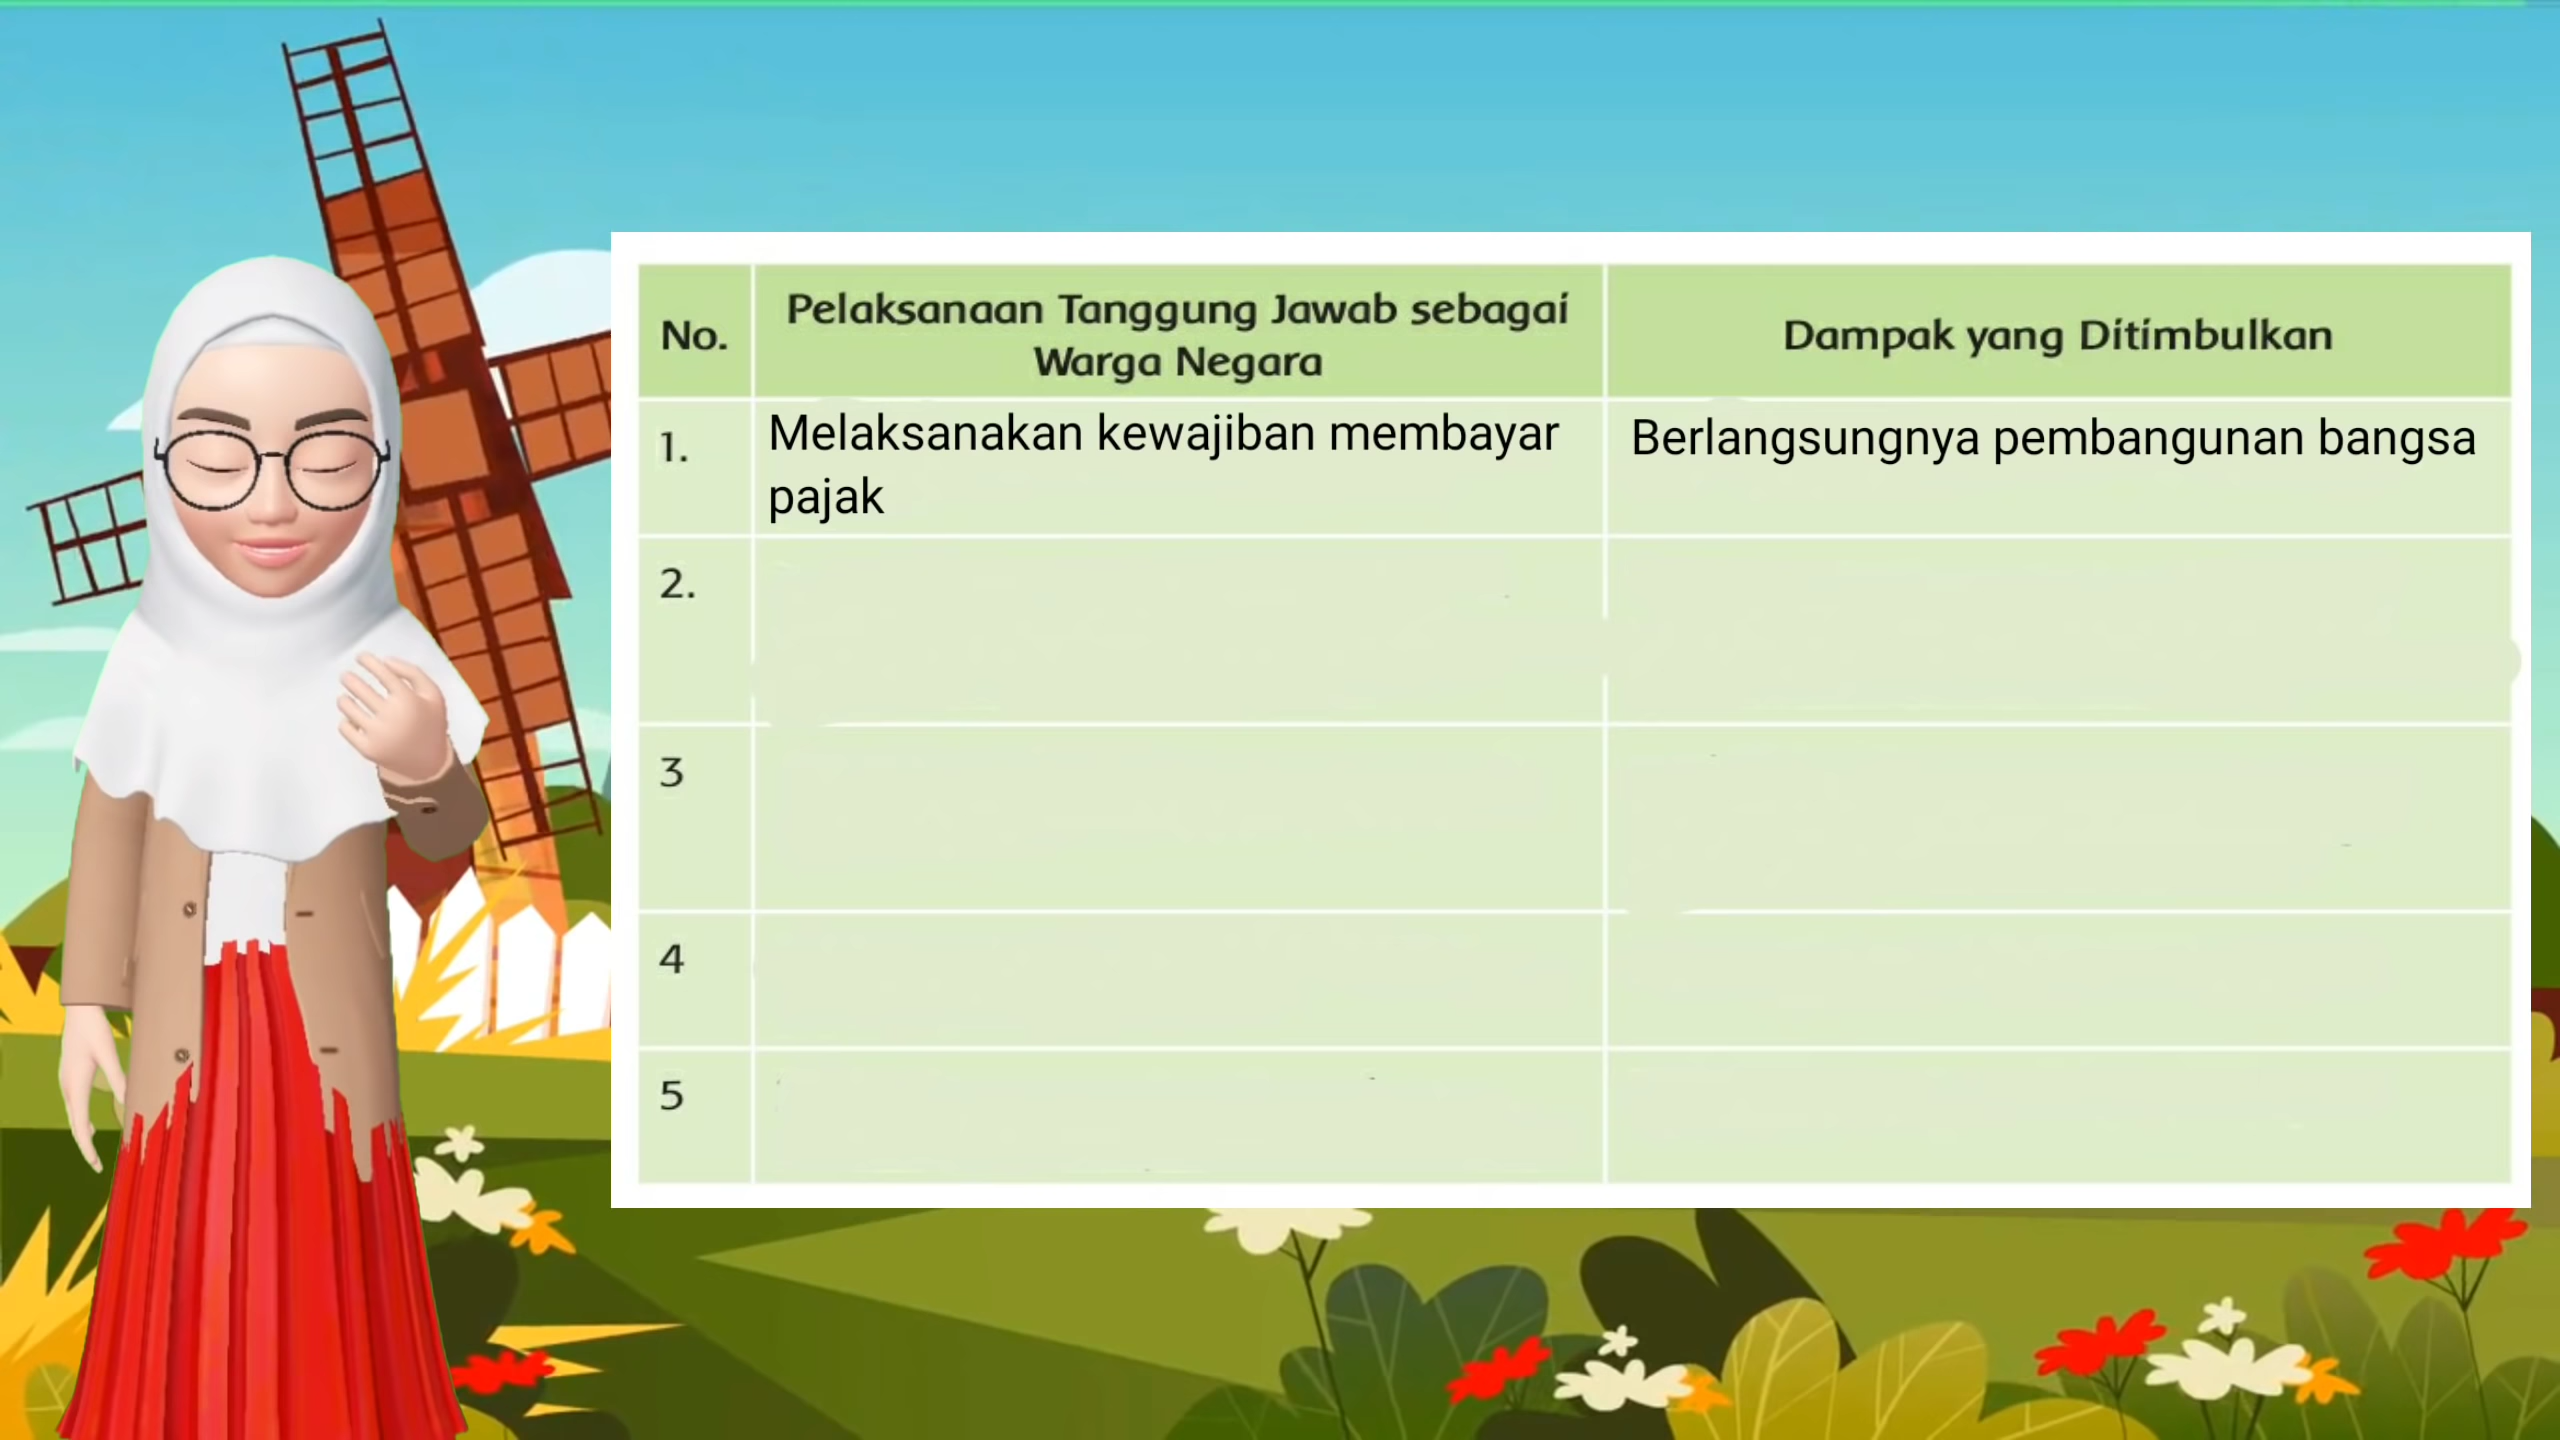 No.
Pelaksanaan Tanggung Jawab sebagai
Warga Negara
Dampak yang Ditimbulkan
1.
Melaksanakan kewajiban membayar
pajak
Berlangsungnya pembangunan bangsa
2.
3
4
5